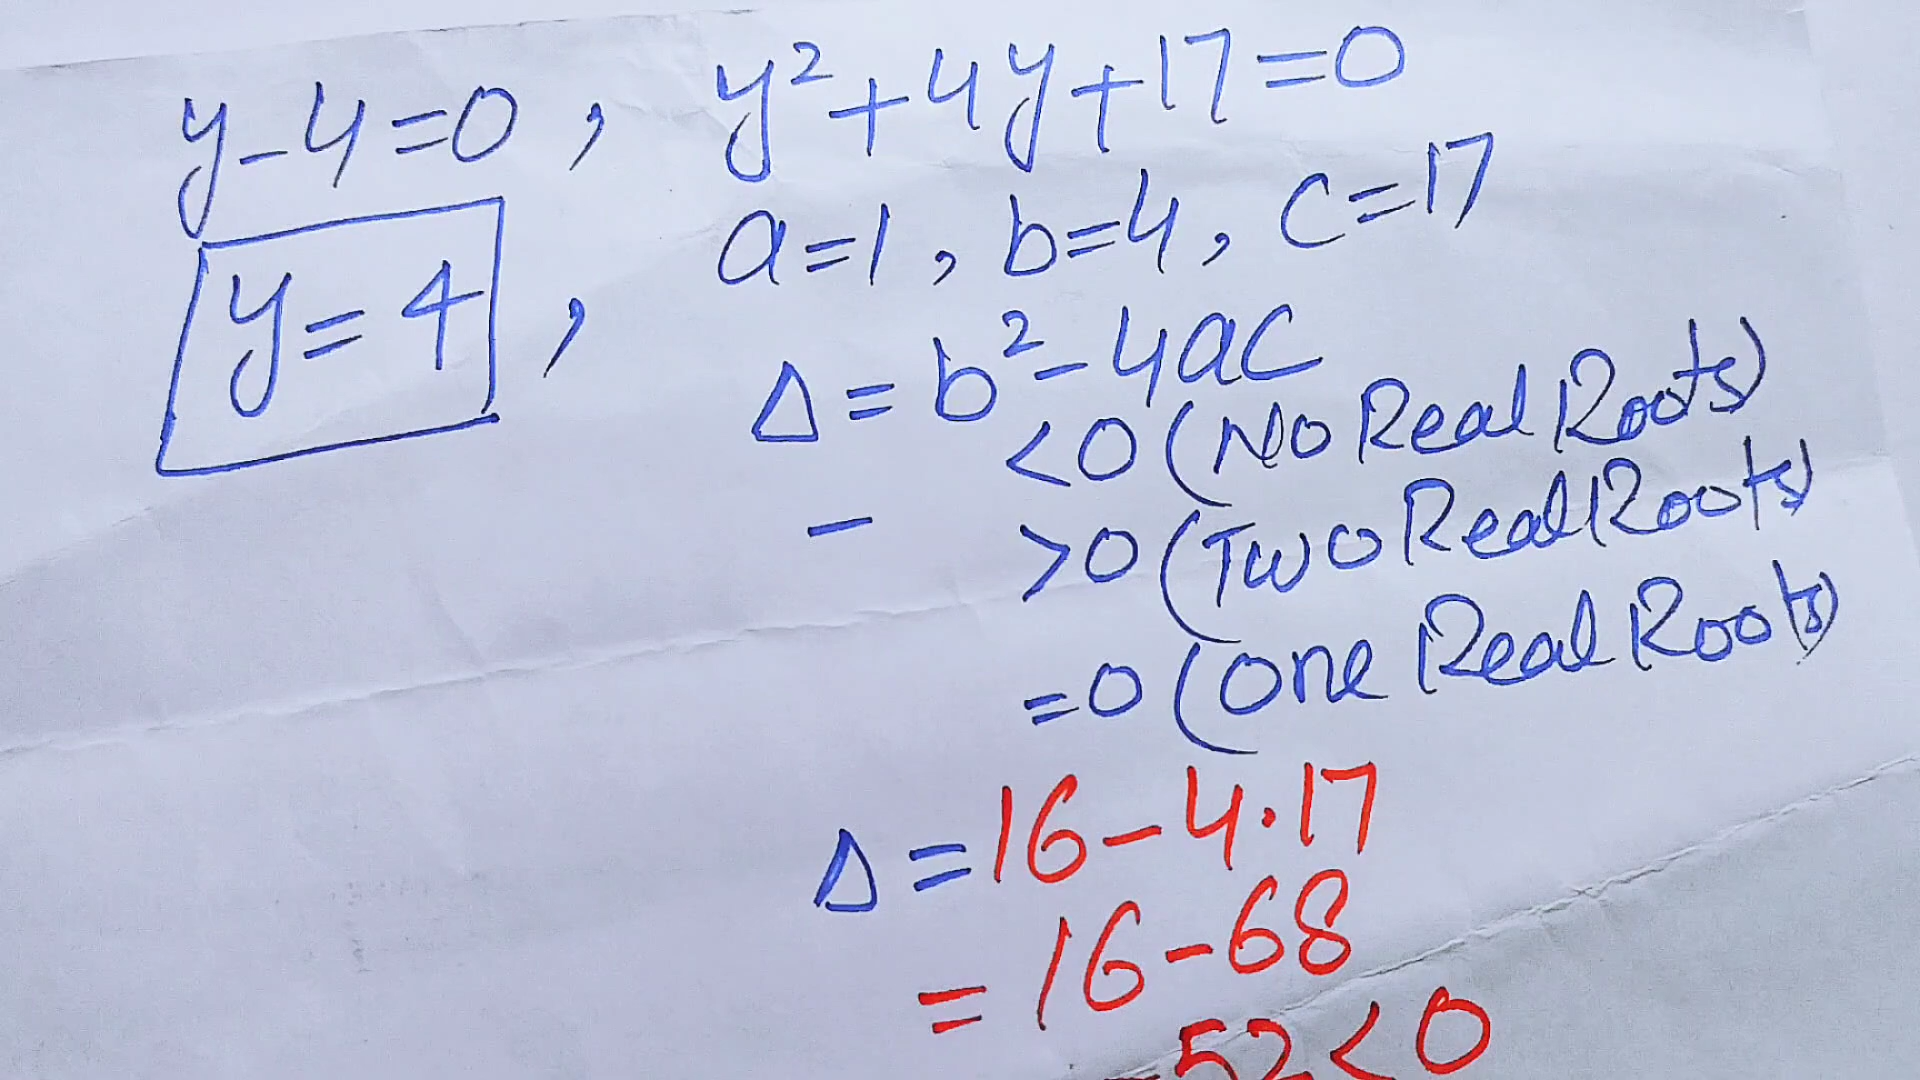 y-4=0, y²+4y+17=0
a=1, b=4, c=17
y=4,
Δ=b²-4ac
<0 (No Real Roots)
- >0 (Two Real Roots)
=0 (One Real Roots)
Δ=16-4·17
=16-68
-52<0